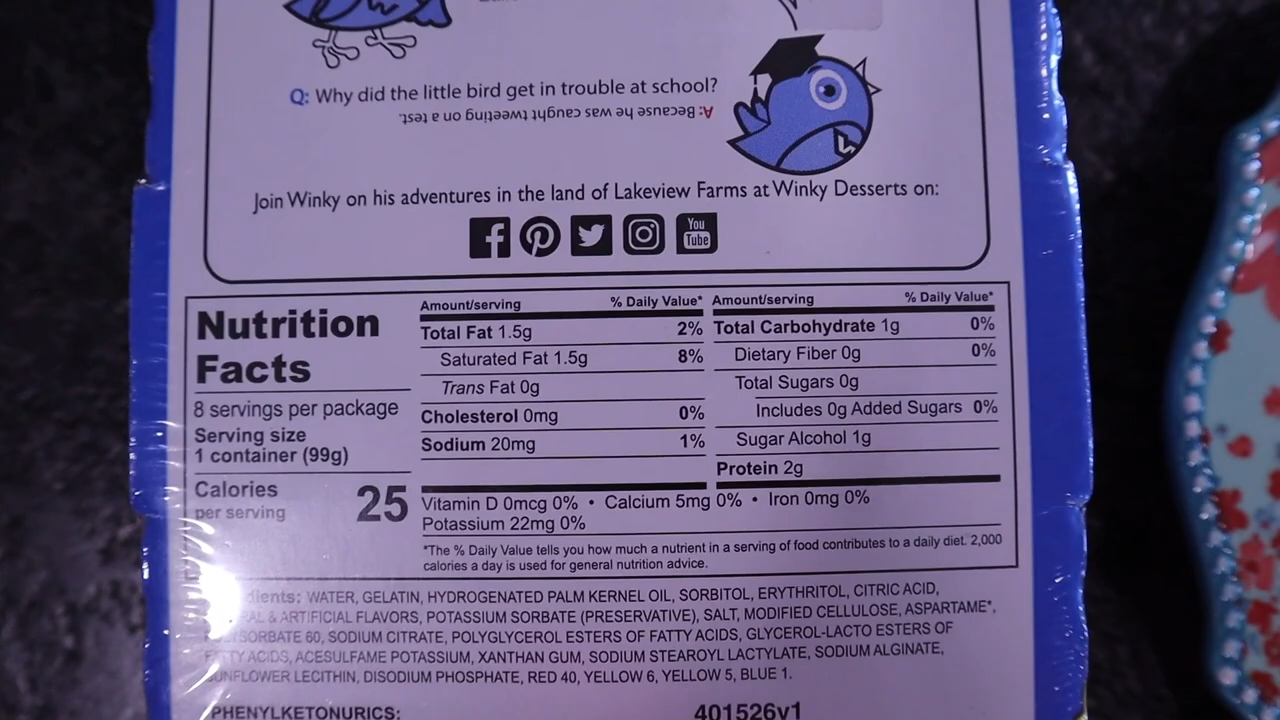 Q: Why did the little bird get in trouble at school?
A: Because he was caught tweeting on a test.
Join Winky on his adventures in the land of Lakeview Farms at Winky Desserts on:
You
Tube
Nutrition
Facts
8 servings per package
Serving size
1 container (99g)
Calories
per serving
25
Amount/serving % Daily Value*
Total Fat 1.5g 2%
Saturated Fat 1.5g 8%
Trans Fat 0g
Cholesterol 0mg 0%
Sodium 20mg 1%
Amount/serving % Daily Value*
Total Carbohydrate 1g 0%
Dietary Fiber 0g 0%
Total Sugars 0g
Includes 0g Added Sugars 0%
Sugar Alcohol 1g
Protein 2g
Vitamin D 0mcg 0% • Calcium 5mg 0% • Iron 0mg 0%
Potassium 22mg 0%
*The % Daily Value tells you how much a nutrient in a serving of food contributes to a daily diet. 2,000
calories a day is used for general nutrition advice.
WATER, GELATIN, HYDROGENATED PALM KERNEL OIL, SORBITOL, ERYTHRITOL, CITRIC ACID,
& ARTIFICIAL FLAVORS, POTASSIUM SORBATE (PRESERVATIVE), SALT, MODIFIED CELLULOSE, ASPARTAME*,
60, SODIUM CITRATE, POLYGLYCEROL ESTERS OF FATTY ACIDS, GLYCEROL-LACTO ESTERS OF
FATTY ACIDS, ACESULFAME POTASSIUM, XANTHAN GUM, SODIUM STEAROYL LACTYLATE, SODIUM ALGINATE,
SUNFLOWER LECITHIN, DISODIUM PHOSPHATE, RED 40, YELLOW 6, YELLOW 5, BLUE 1.
PHENYLKETONURICS: 401526v1